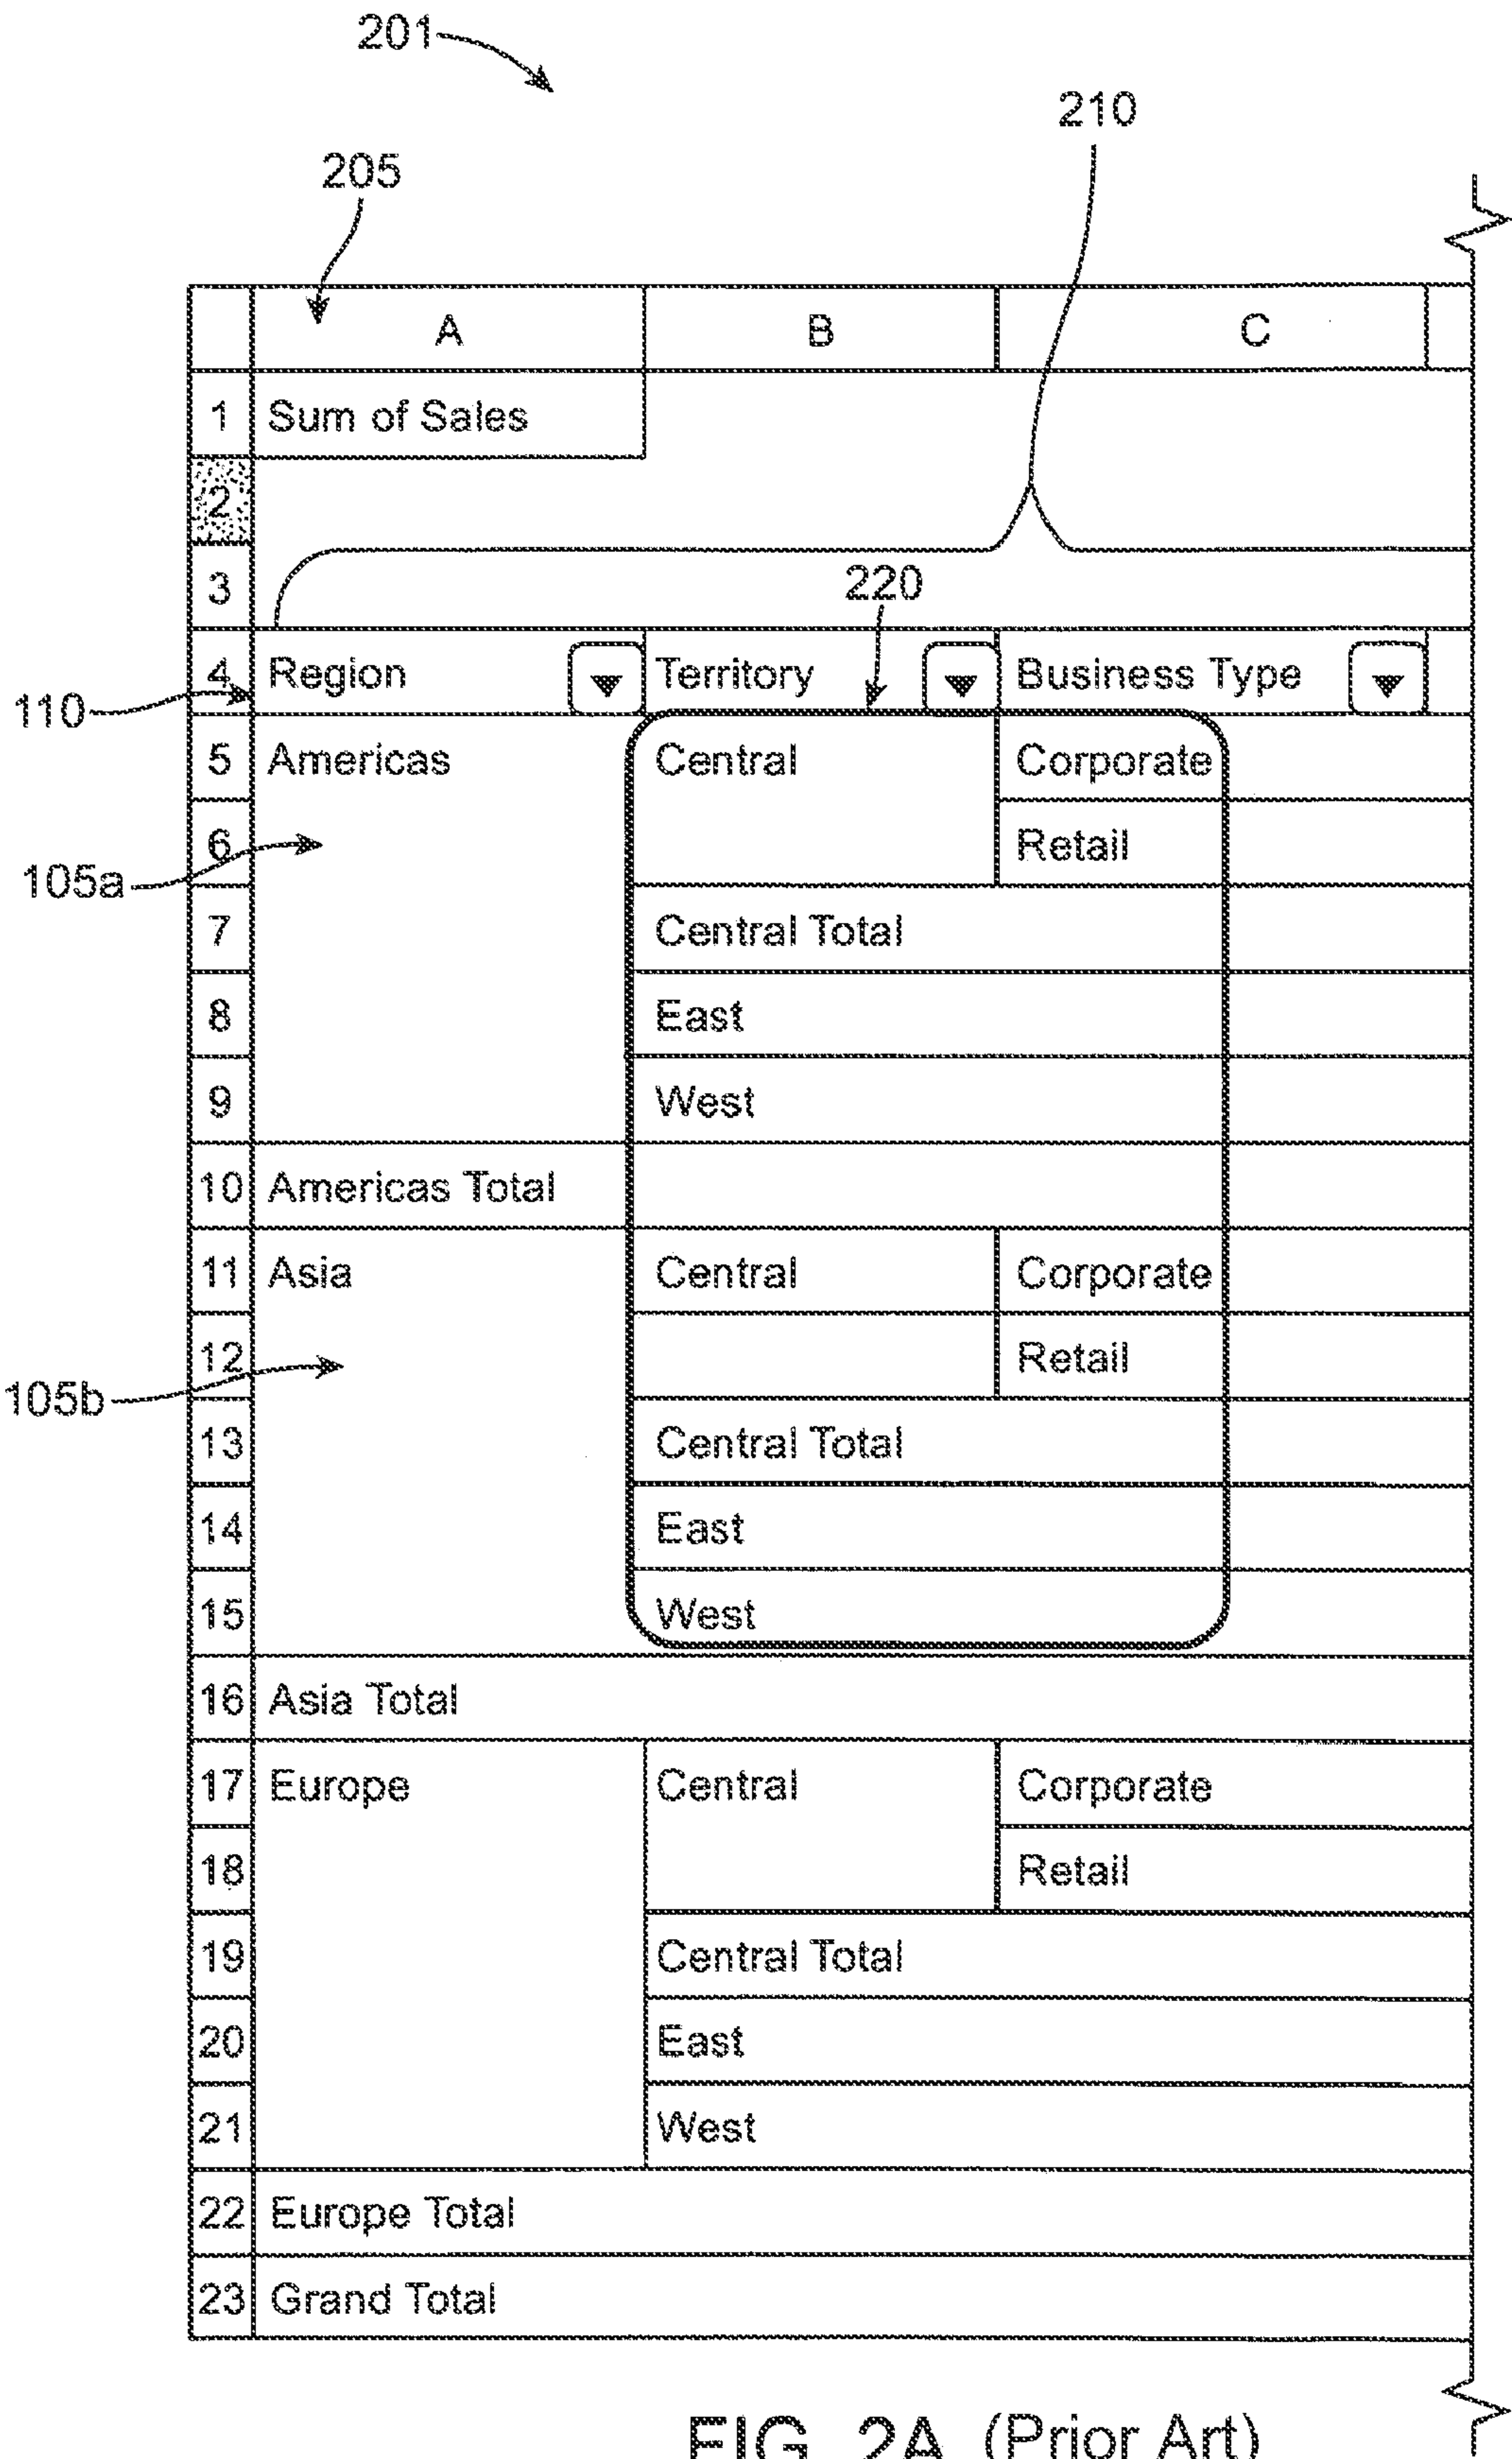 201
210
205
A B C
1 Sum of Sales
2
3
220
4 Region Territory Business Type
110
5 Americas Central Corporate
6 Retail
105a
7 Central Total
8 East
9 West
10 Americas Total
11 Asia Central Corporate
12 Retail
105b
13 Central Total
14 East
15 West
16 Asia Total
17 Europe Central Corporate
18 Retail
19 Central Total
20 East
21 West
22 Europe Total
23 Grand Total
FIG. 2A (Prior Art)